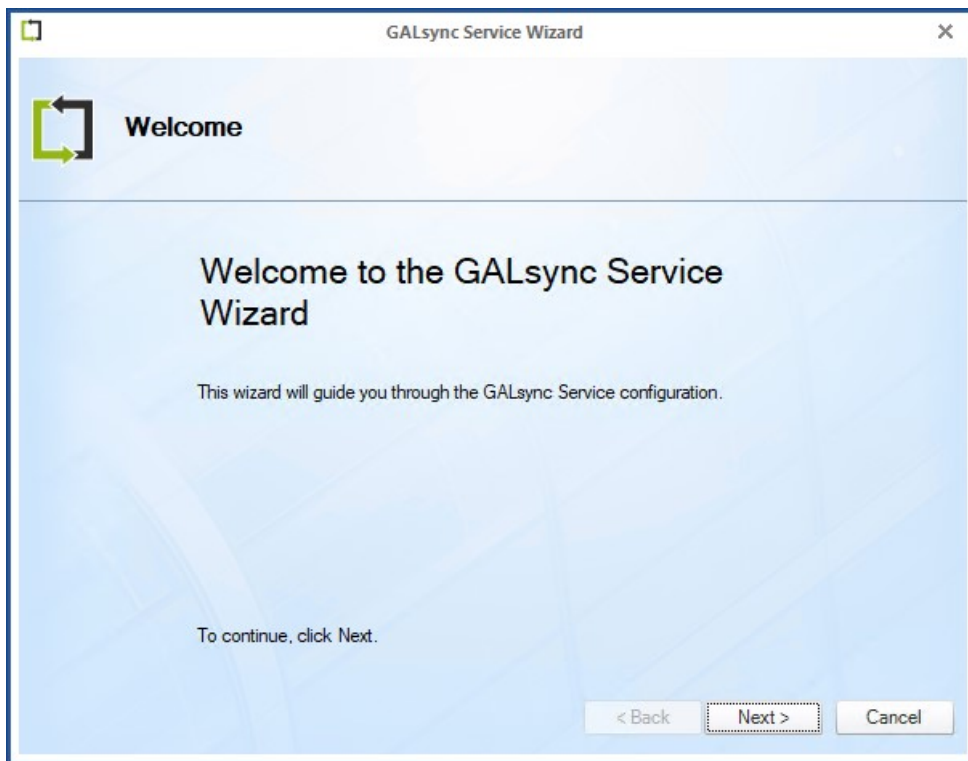 GALsync Service Wizard
Welcome
Welcome to the GALsync Service
Wizard
This wizard will guide you through the GALsync Service configuration.
To continue, click Next.
< Back Next > Cancel